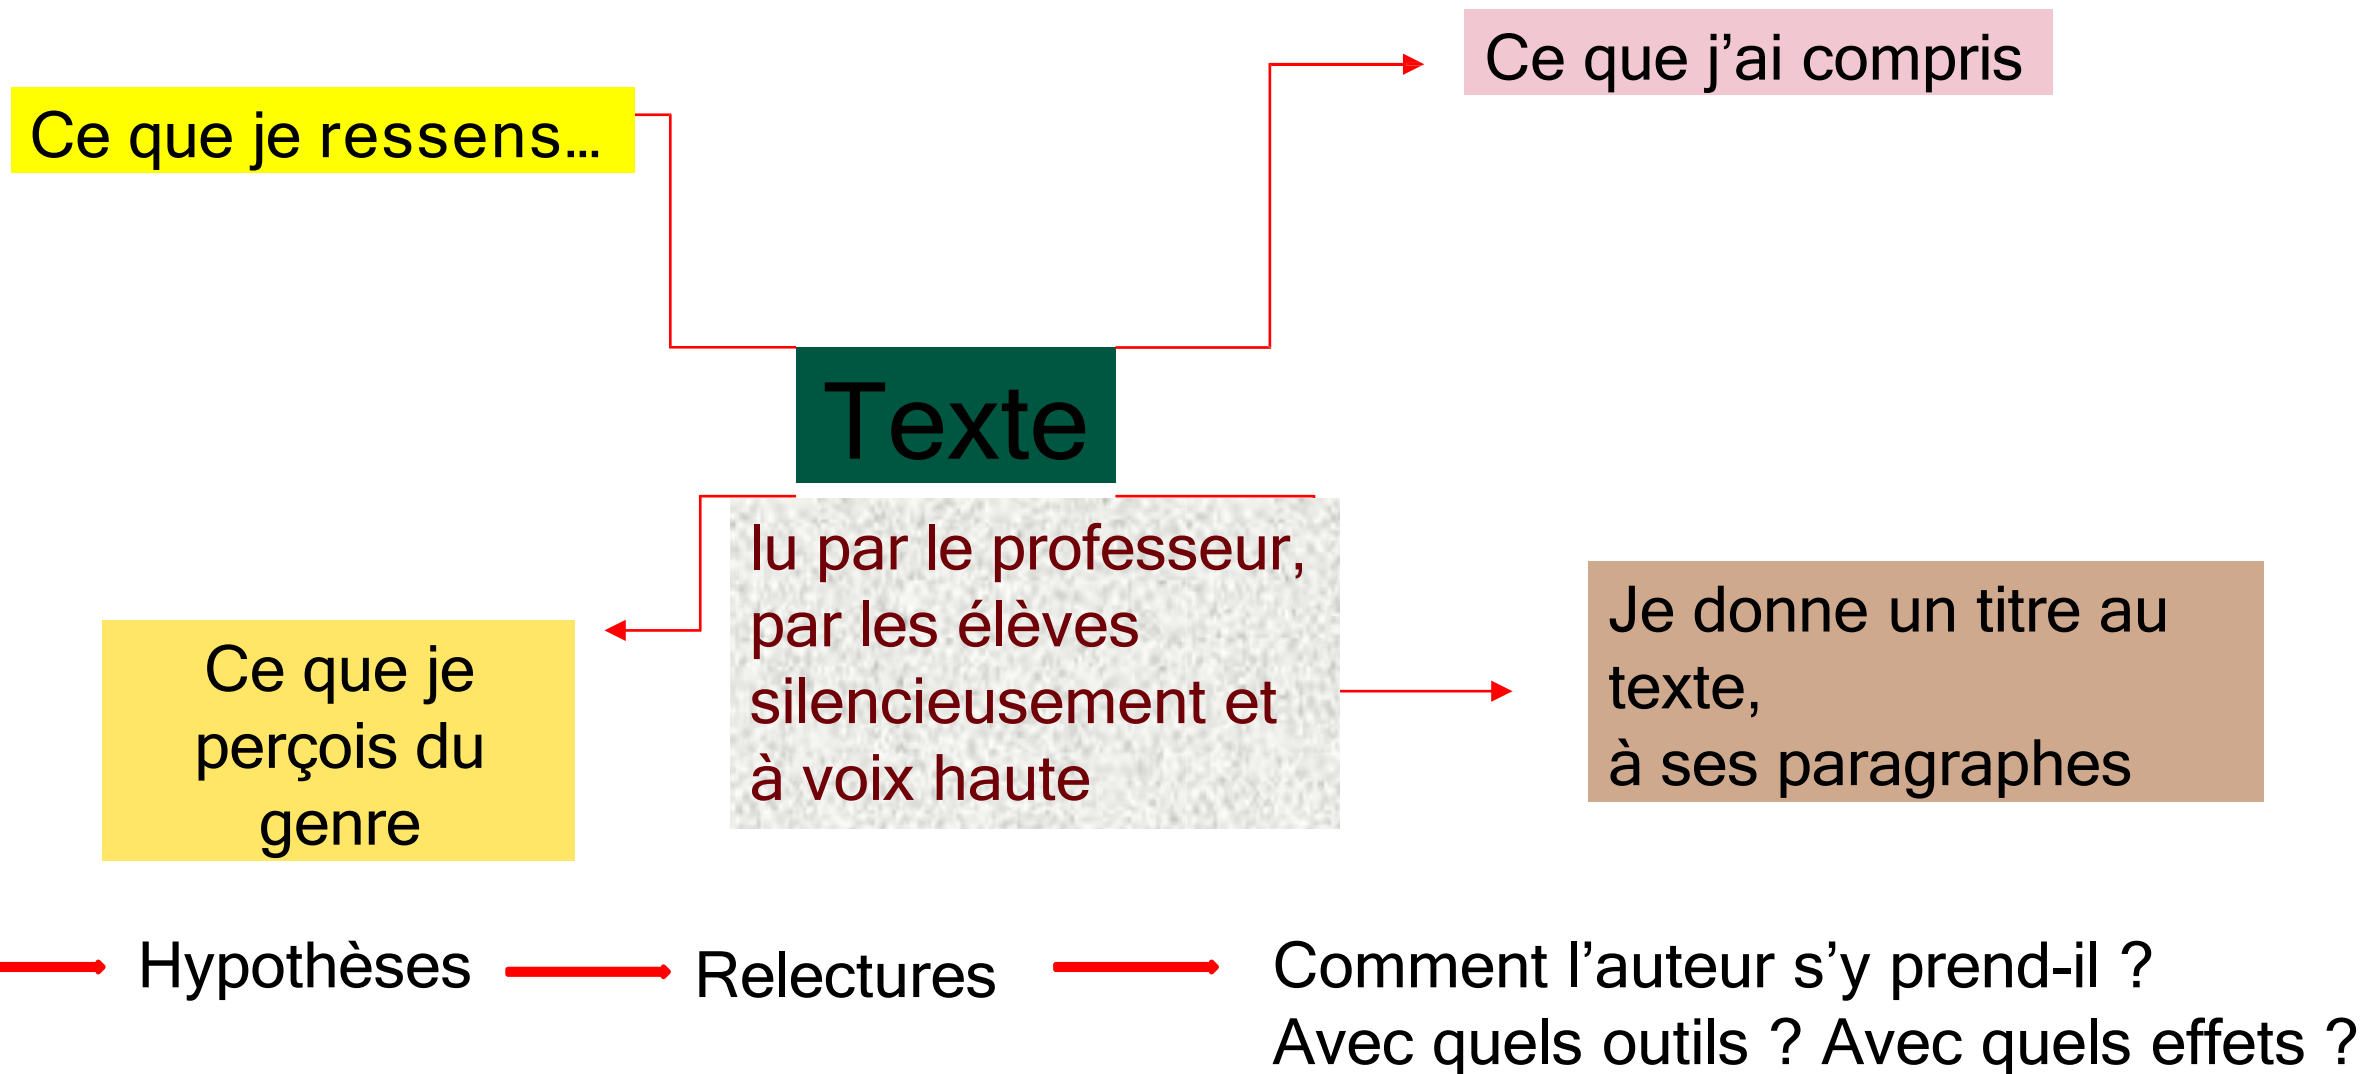 Ce que j’ai compris
Ce que je ressens…
Texte
lu par le professeur,
par les élèves
silencieusement et
à voix haute
Ce que je
perçois du
genre
Je donne un titre au
texte,
à ses paragraphes
Hypothèses
Relectures
Comment l’auteur s’y prend-il ?
Avec quels outils ? Avec quels effets ?